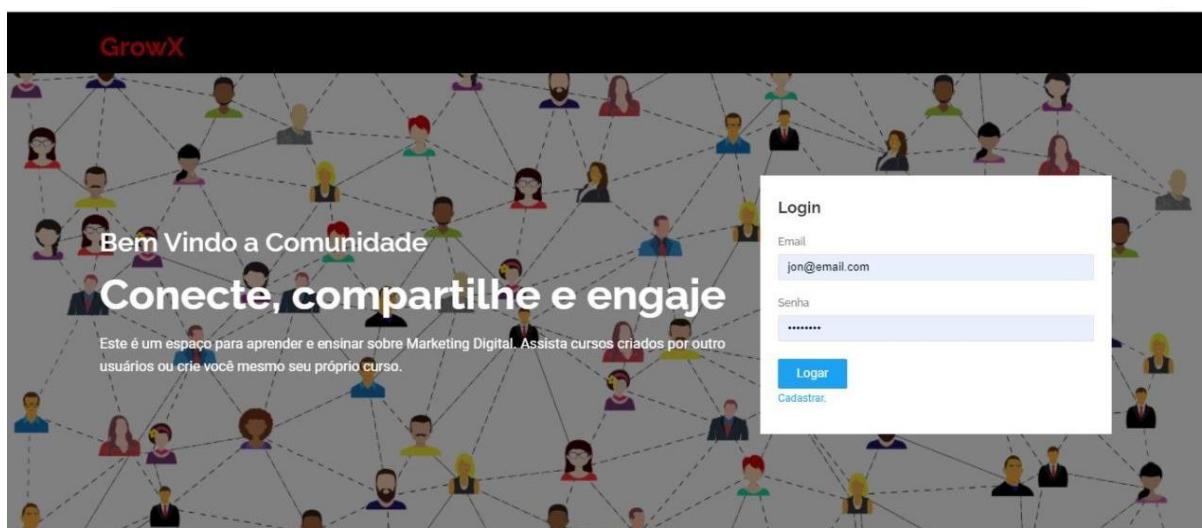 GrowX
Bem Vindo a Comunidade
Conecte, compartilhe e engaje
Este é um espaço para aprender e ensinar sobre Marketing Digital. Assista cursos criados por outro
usuários ou crie você mesmo seu próprio curso.
Login
Email
jon@email.com
Senha
••••••••
Logar
Cadastrar.